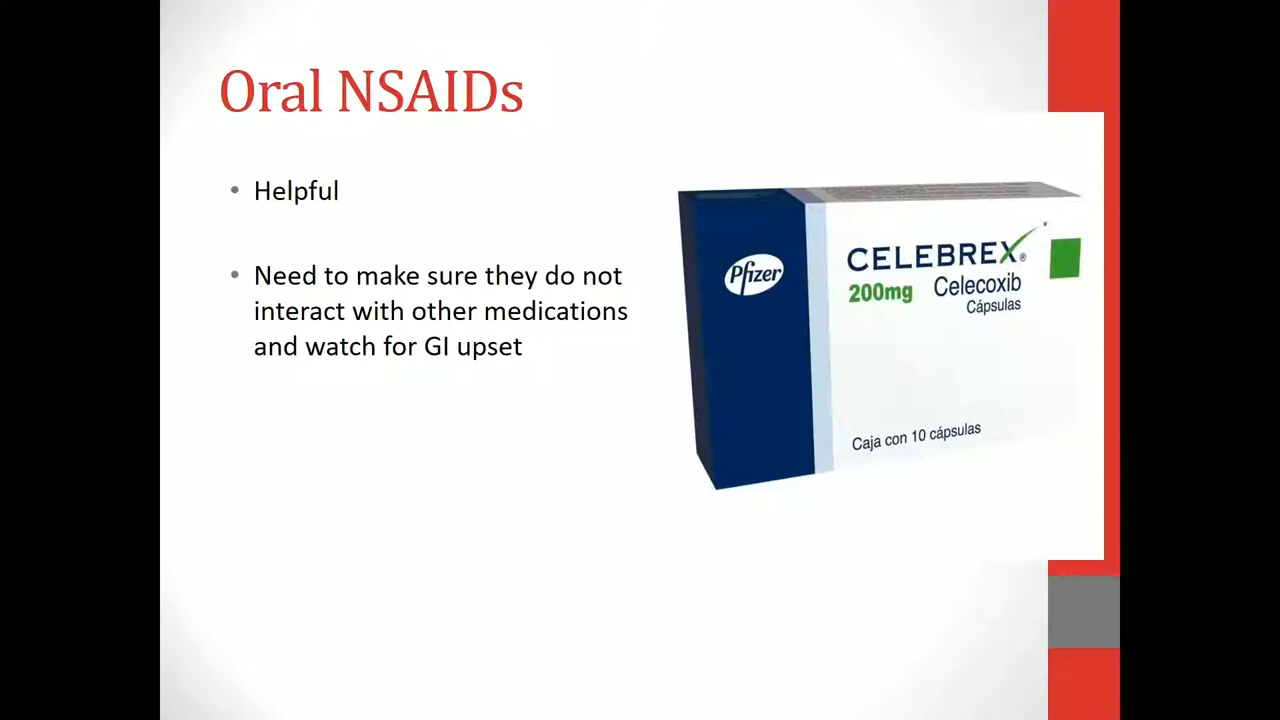 Oral NSAIDs
• Helpful
• Need to make sure they do not
interact with other medications
and watch for GI upset
Pfizer
CELEBREX®
200mg Celecoxib
Cápsulas
Caja con 10 cápsulas